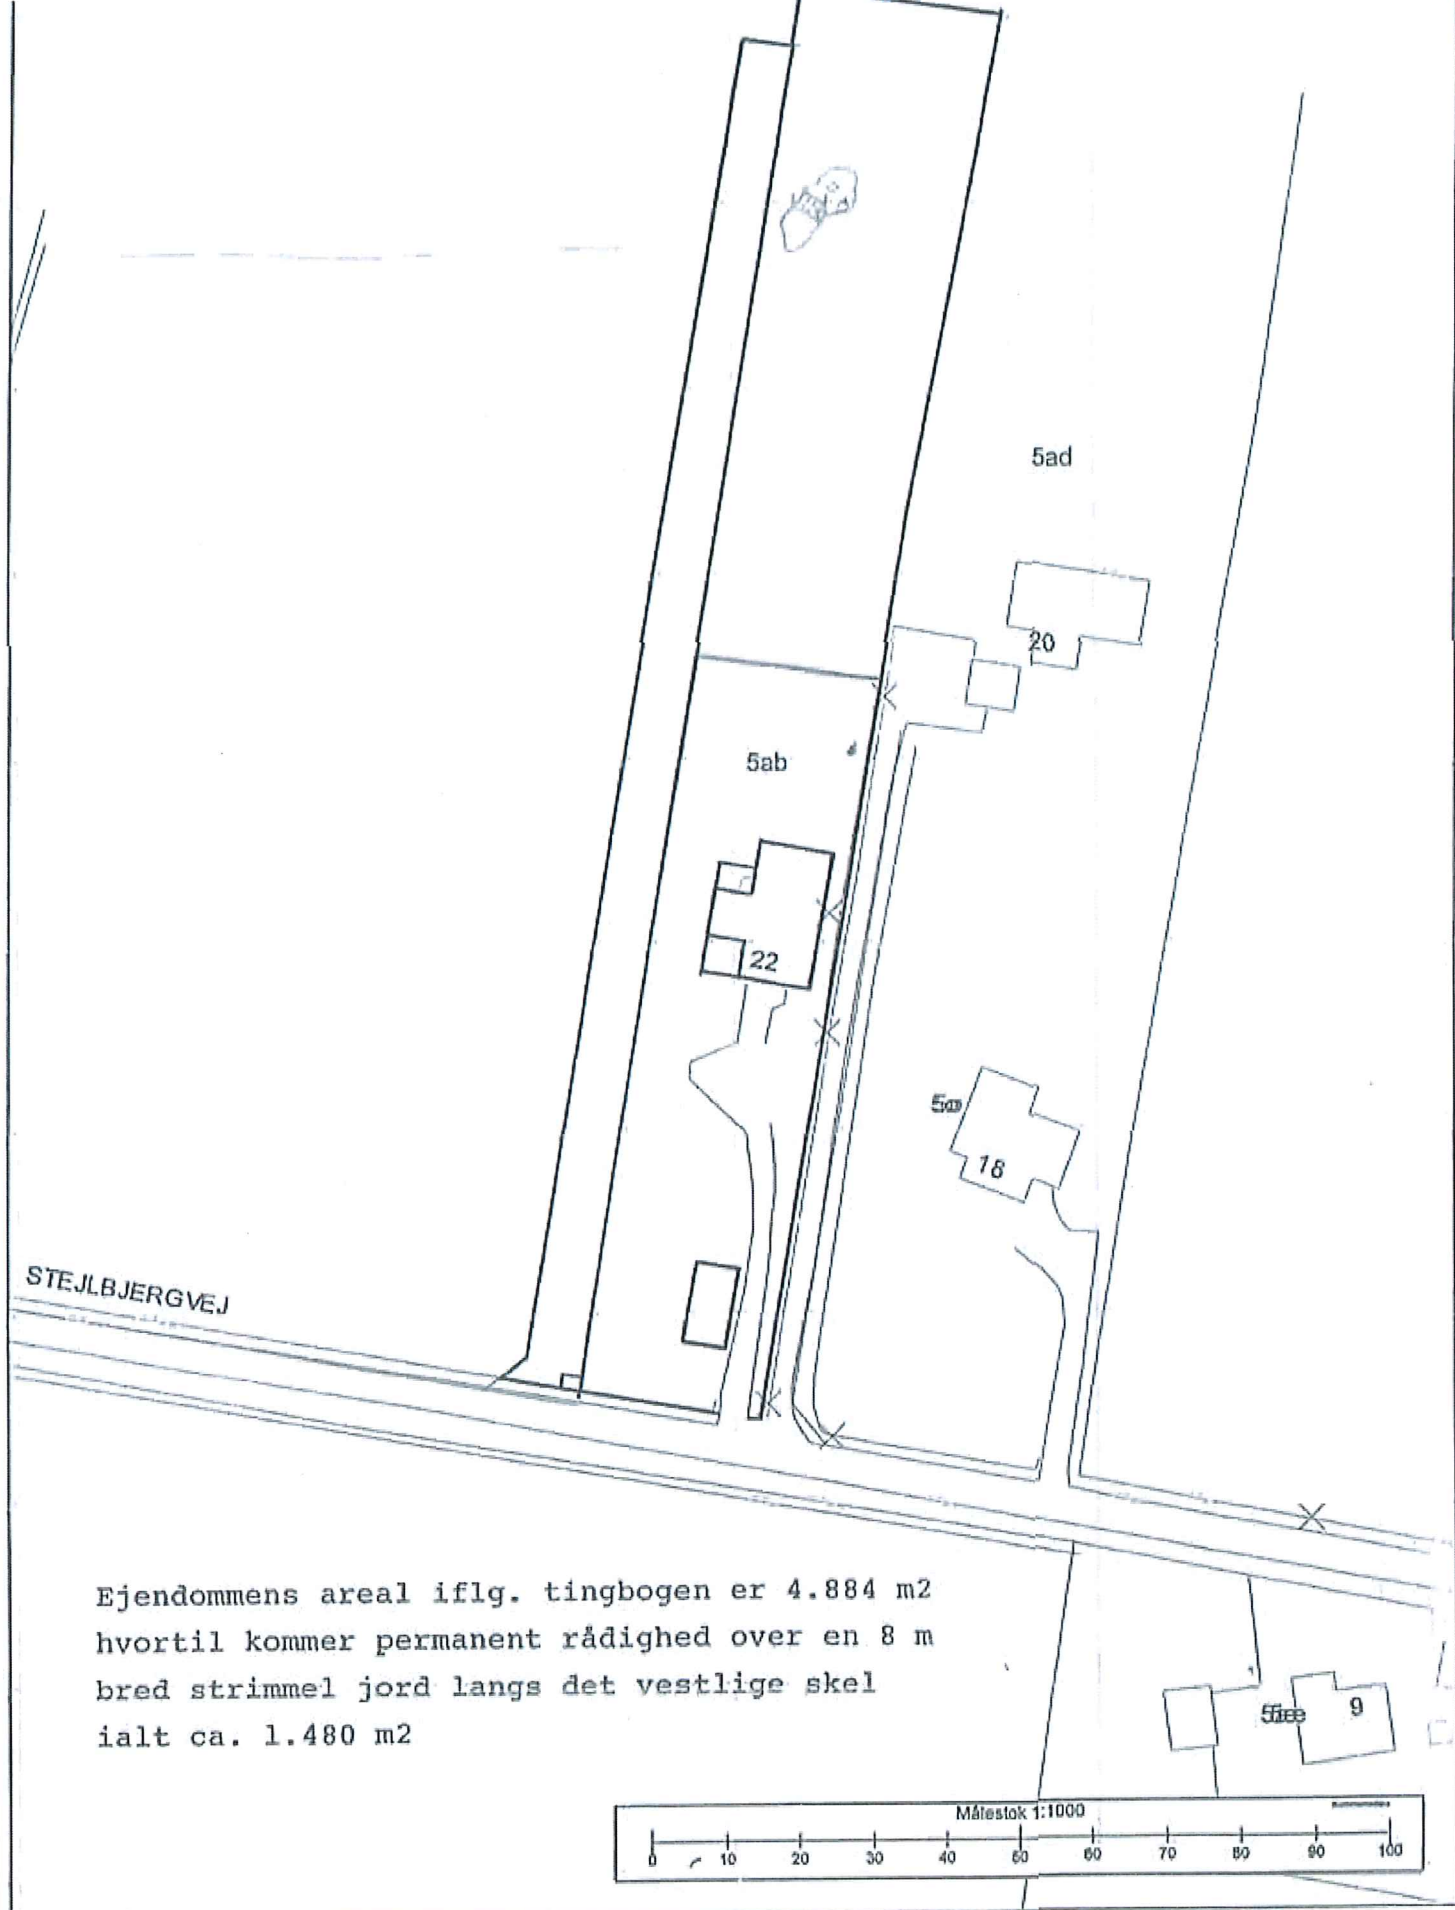 5ad
20
5ab
22
18
STEJLBJERGVEJ
Ejendommens areal iflg. tingbogen er 4.884 m2
hvortil kommer permanent rådighed over en 8 m
bred strimmel jord langs det vestlige skel
ialt ca. 1.480 m2
9
Målestok 1:1000
0 10 20 30 40 50 60 70 80 90 100